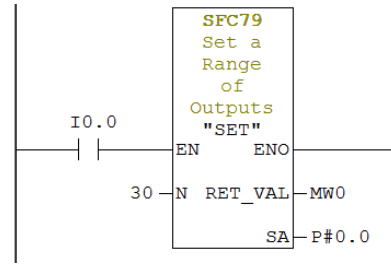 SFC79
Set a
Range
of
Outputs
"SET"
I0.0
EN ENO
30 N RET_VAL MW0
SA P#0.0